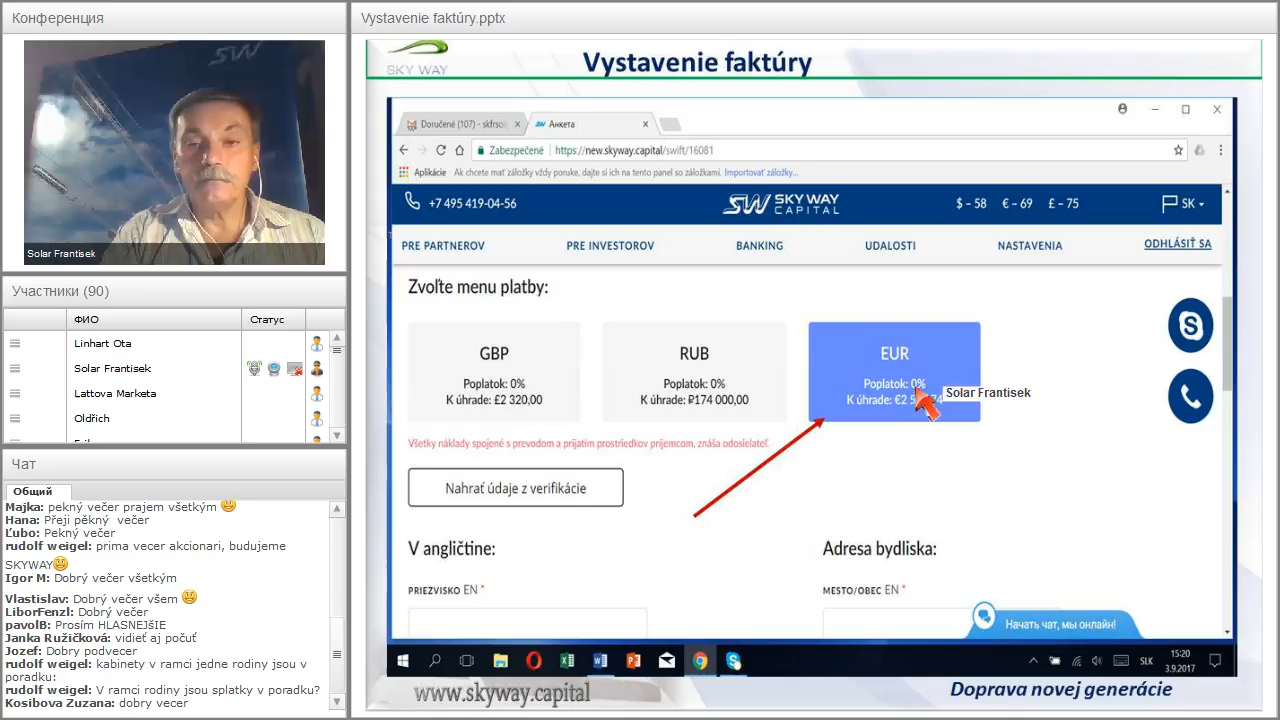 Конференция
Solar Frantisek
Участники (90)
ФИО
Статус
Linhart Ota
Solar Frantisek
Lattova Marketa
Oldřich
Чат
Общий
Majka: pekný večer prajem všetkým
Hana: Přeji pěkný večer
Ľubo: Pekný večer
rudolf weigel: prima vecer akcionari, budujeme
SKYWAY
Igor M: Dobrý večer všetkým
Vlastislav: Dobrý večer všem
LiborFenzl: Dobrý večer
pavolB: Prosím HLASNEJŠIE
Janka Ružičková: vidieť aj počuť
Jozef: Dobry podvecer
rudolf weigel: kabinety v ramci jedne rodiny jsou v
poradku:
rudolf weigel: V ramci rodiny jsou splatky v poradku?
Kosibova Zuzana: dobry vecer
Vystavenie faktúry.pptx
SKY WAY
Vystavenie faktúry
Doručené (107) - skfrsol
Анкета
Zabezpečené
https://new.skyway.capital/swift/16081
Aplikácie
Ak chcete mať záložky vždy poruke, dajte si ich na tento panel so záložkami.
Importovať záložky...
+7 495 419-04-56
SW SKY WAY
CAPITAL
$ – 58 € – 69 £ – 75
SK
PRE PARTNEROV
PRE INVESTOROV
BANKING
UDALOSTI
NASTAVENIA
ODHLÁSIŤ SA
Zvoľte menu platby:
GBP
Poplatok: 0%
K úhrade: £2 320,00
RUB
Poplatok: 0%
K úhrade: ₽174 000,00
EUR
Poplatok: 0%
K úhrade: €2
Solar Frantisek
Všetky náklady spojené s prevodom a prijatím prostriedkov príjemcom, znáša odosielateľ.
Nahrať údaje z verifikácie
V angličtine:
Adresa bydliska:
PRIEZVISKO EN *
MESTO/OBEC EN *
Начать чат, мы онлайн!
SLK
15:20
3.9.2017
www.skyway.capital
Doprava novej generácie